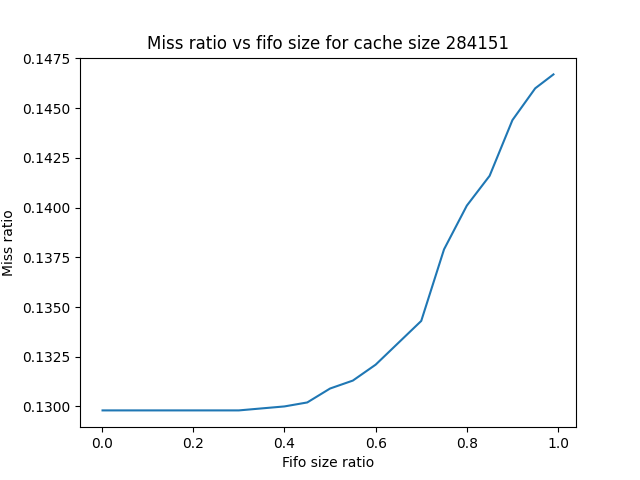 Miss ratio vs fifo size for cache size 284151
0.1475
0.1450
0.1425
0.1400
0.1375
0.1350
0.1325
0.1300
Miss ratio
0.0 0.2 0.4 0.6 0.8 1.0
Fifo size ratio